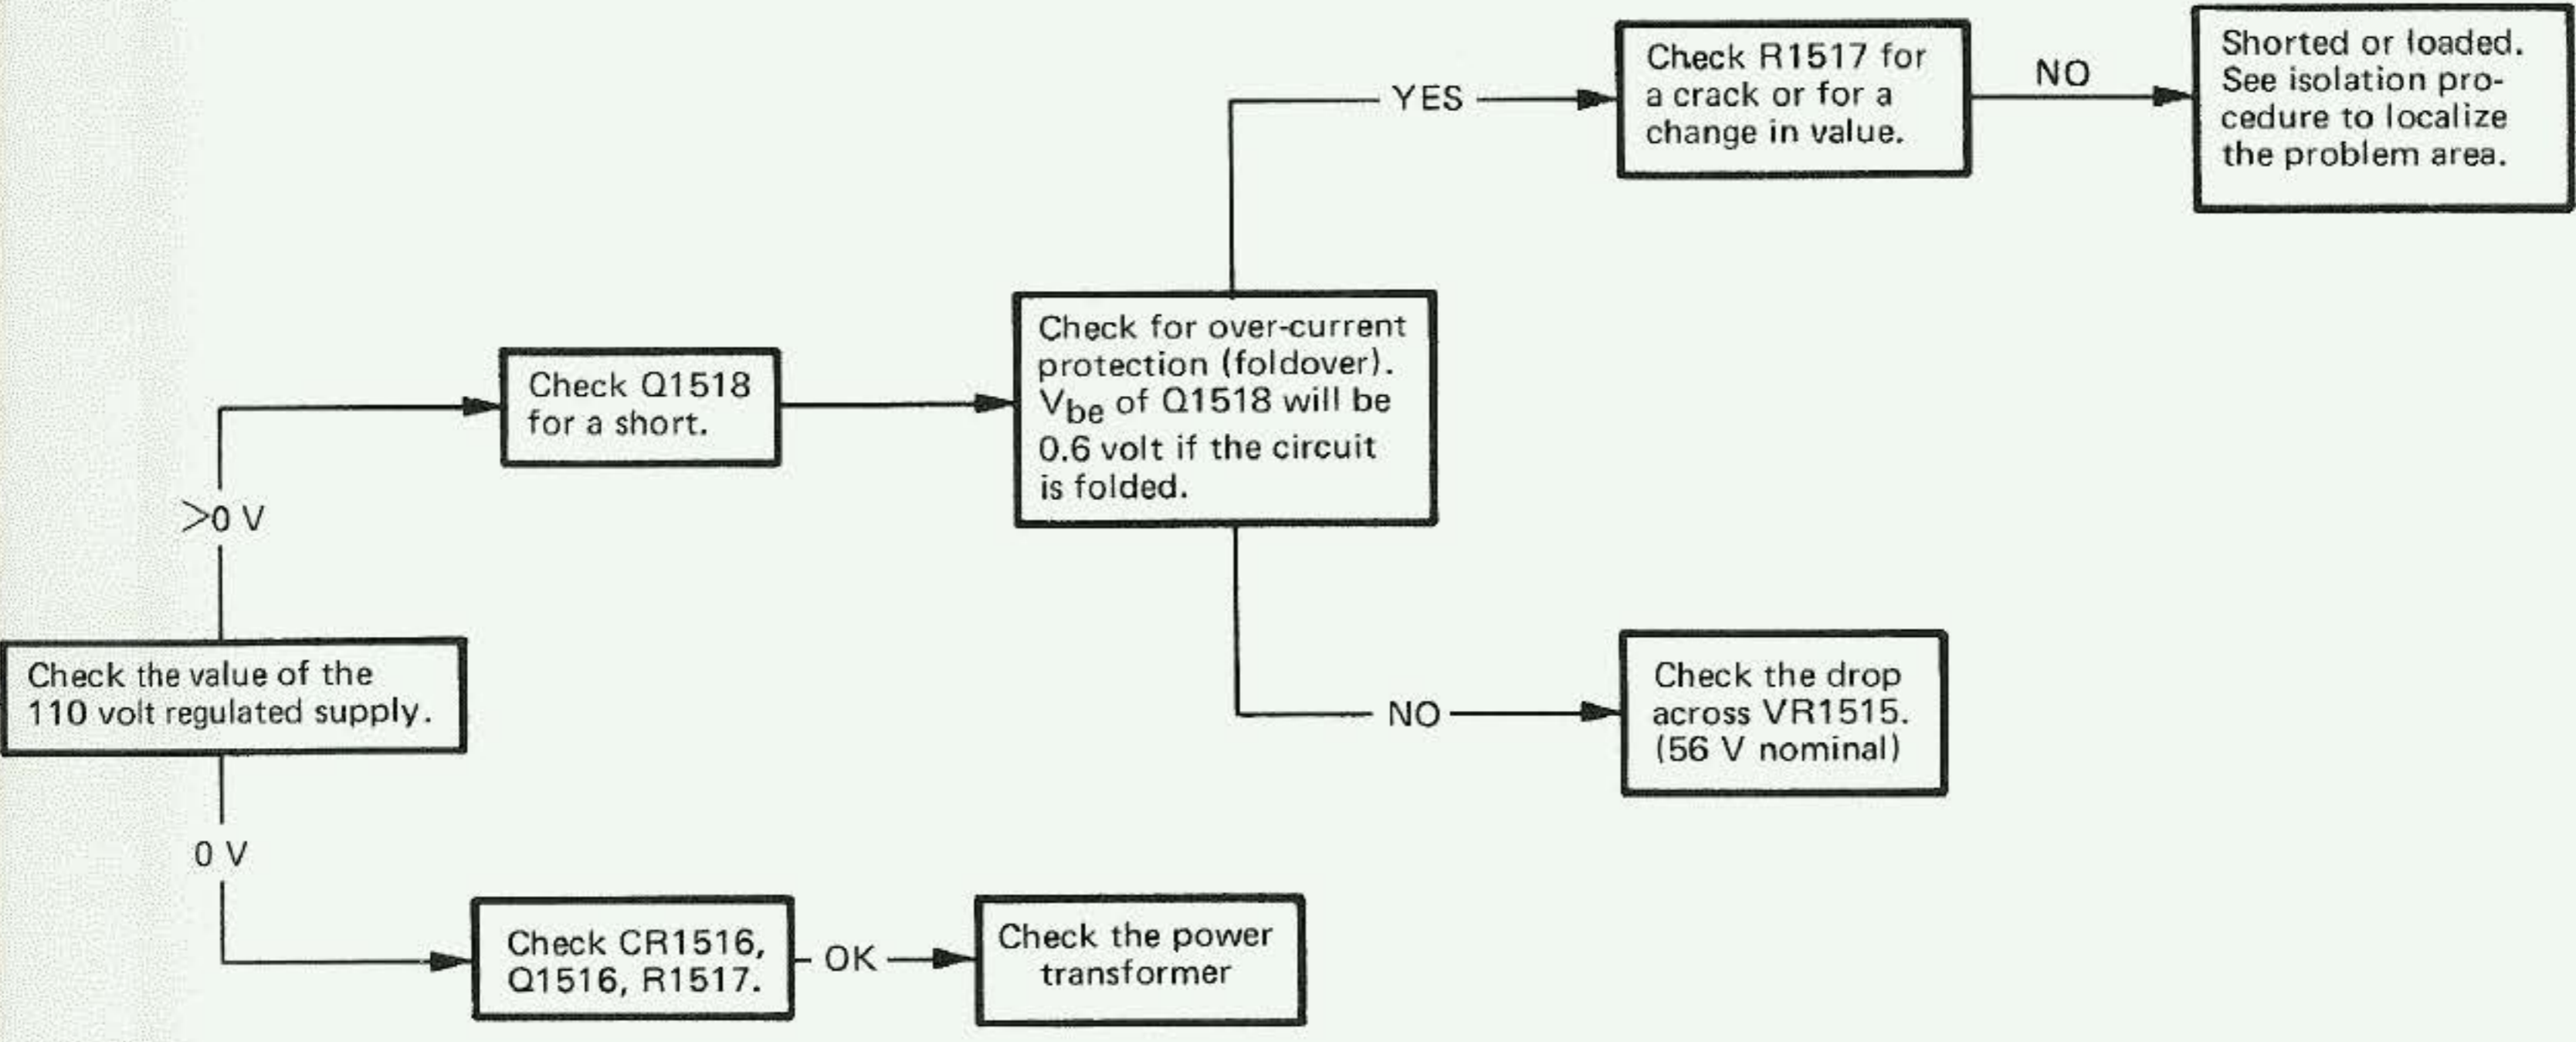 Check R1517 for
a crack or for a
change in value.
NO
Shorted or loaded.
See isolation pro-
cedure to localize
the problem area.
YES
Check for over-current
protection (foldover).
Vbe of Q1518 will be
0.6 volt if the circuit
is folded.
Check Q1518
for a short.
>0 V
Check the value of the
110 volt regulated supply.
NO
Check the drop
across VR1515.
(56 V nominal)
0 V
Check CR1516,
Q1516, R1517.
OK
Check the power
transformer